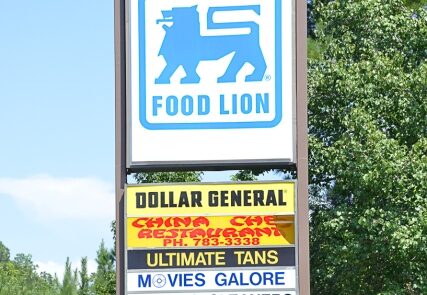 FOOD LION
DOLLAR GENERAL
CHINA CHEF
RESTAURANT
PH. 783-3338
ULTIMATE TANS
MOVIES GALORE